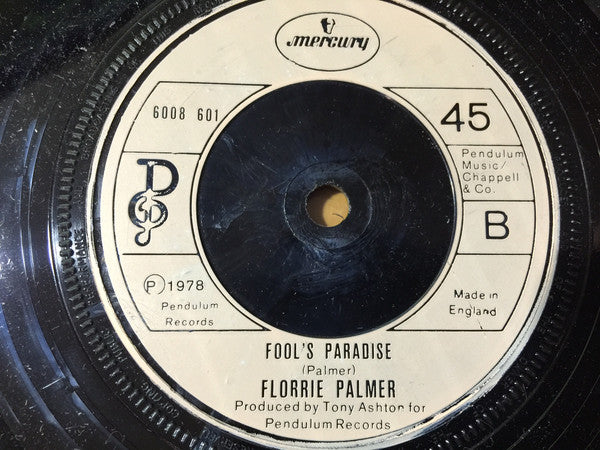 mercury
6008 601
45
Pendulum
Music/
Chappell
& Co.
B
Ⓟ1978
Pendulum
Records
Made in
England
FOOL'S PARADISE
(Palmer)
FLORRIE PALMER
Produced by Tony Ashton for
Pendulum Records